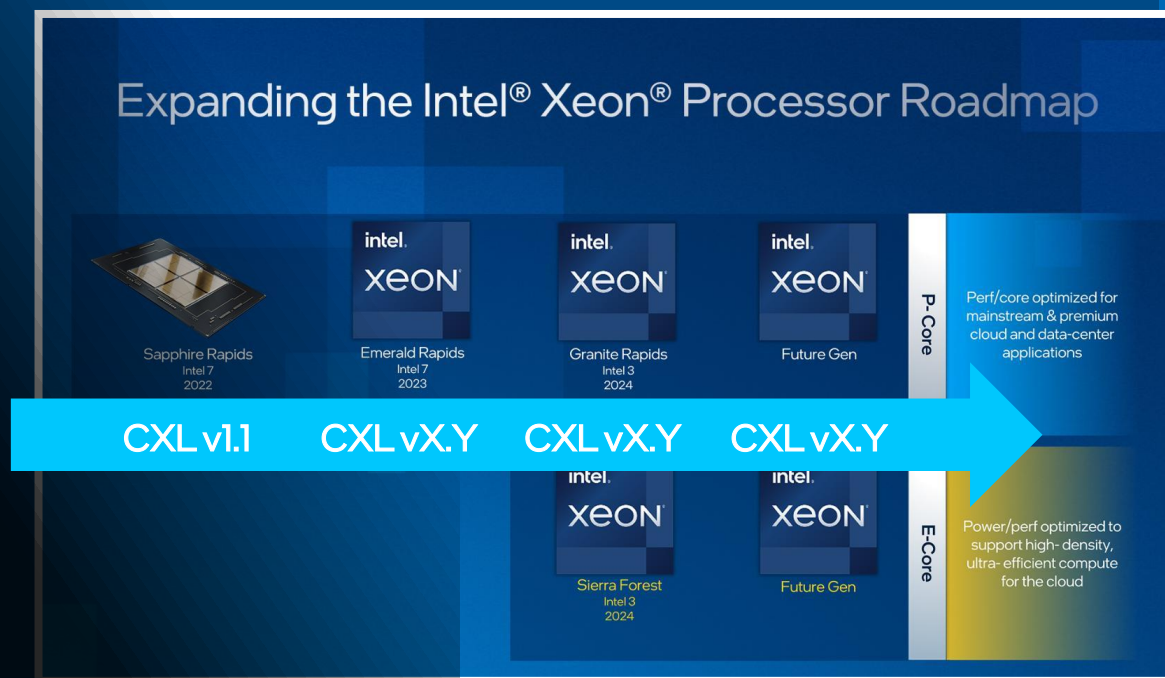 Expanding the Intel® Xeon® Processor Roadmap
intel.
xeon
intel.
xeon
intel.
xeon
Sapphire Rapids
Intel 7
2022
Emerald Rapids
Intel 7
2023
Granite Rapids
Intel 3
2024
Future Gen
P-Core
Perf/core optimized for
mainstream & premium
cloud and data-center
applications
CXL v1.1
CXL vX.Y
CXL vX.Y
CXL vX.Y
intel.
xeon
intel.
xeon
Sierra Forest
Intel 3
2024
Future Gen
E-Core
Power/perf optimized to
support high- density,
ultra- efficient compute
for the cloud